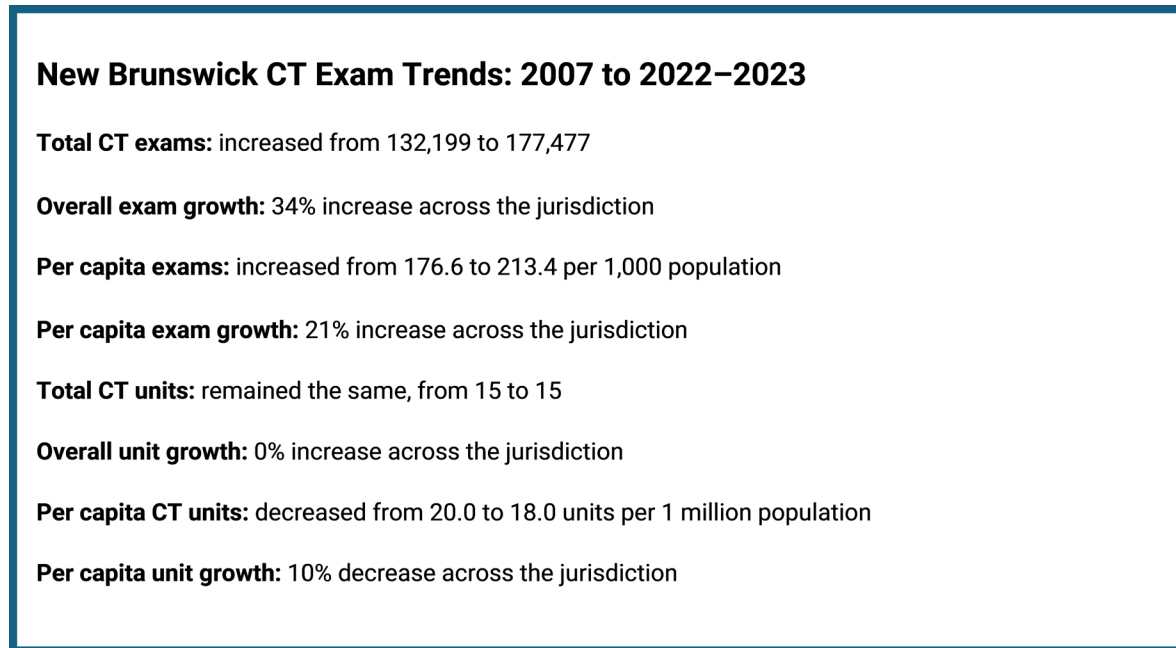 New Brunswick CT Exam Trends: 2007 to 2022–2023
Total CT exams: increased from 132,199 to 177,477
Overall exam growth: 34% increase across the jurisdiction
Per capita exams: increased from 176.6 to 213.4 per 1,000 population
Per capita exam growth: 21% increase across the jurisdiction
Total CT units: remained the same, from 15 to 15
Overall unit growth: 0% increase across the jurisdiction
Per capita CT units: decreased from 20.0 to 18.0 units per 1 million population
Per capita unit growth: 10% decrease across the jurisdiction